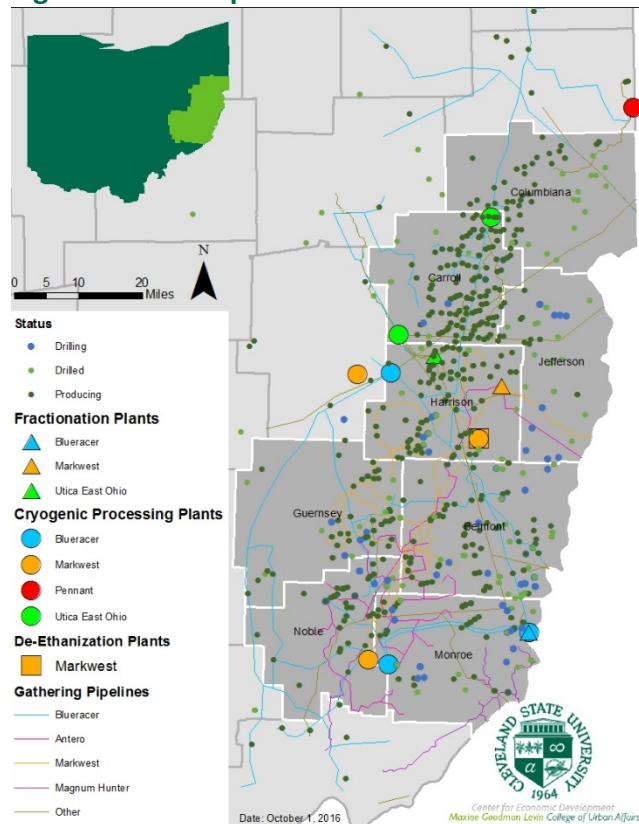 N
0 5 10 20
Miles
Status
Drilling
Drilled
Producing
Fractionation Plants
Blueracer
Markwest
Utica East Ohio
Cryogenic Processing Plants
Blueracer
Markwest
Pennant
Utica East Ohio
De-Ethanization Plants
Markwest
Gathering Pipelines
Blueracer
Antero
Markwest
Magnum Hunter
Other
Columbiana
Carroll
Jefferson
Harrison
Guernsey
Belmont
Noble
Monroe
CLEVELAND STATE UNIVERSITY
1964
Center for Economic Development
Maxine Goodman Levin College of Urban Affairs
Date: October 1, 2016